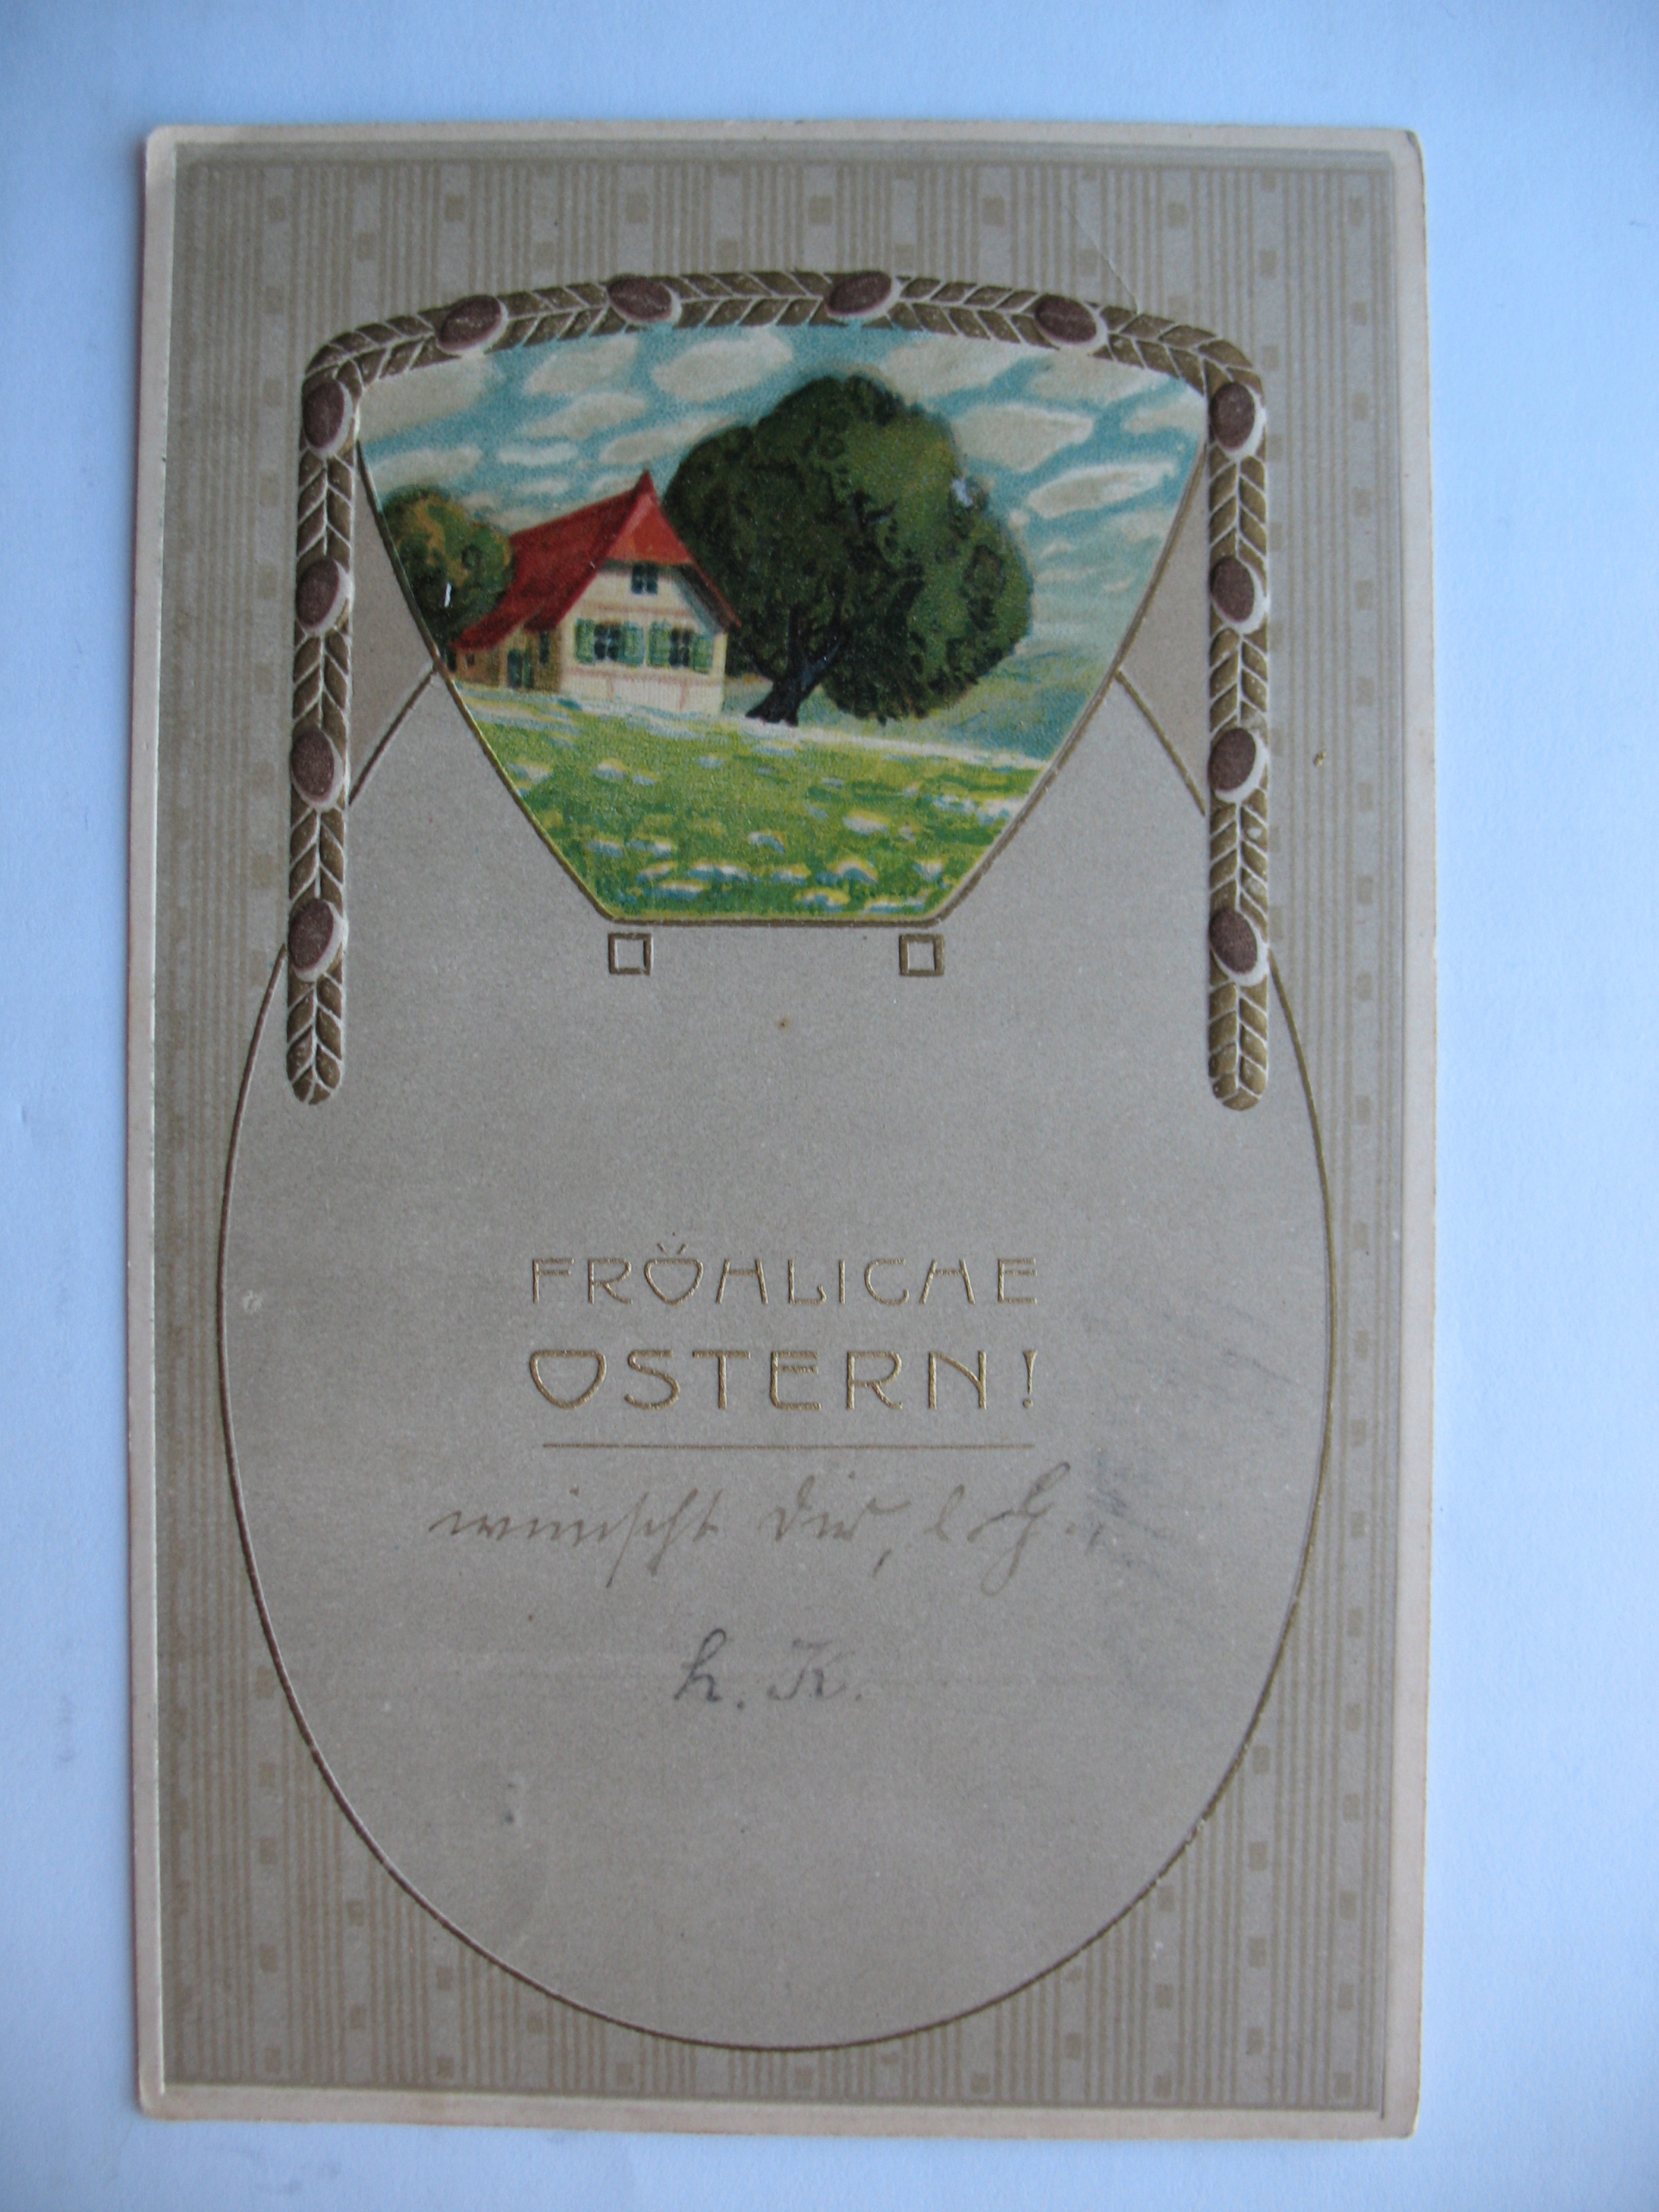 FRÖHLICHE
OSTERN!
wünscht Dir, l. G.
h. K.